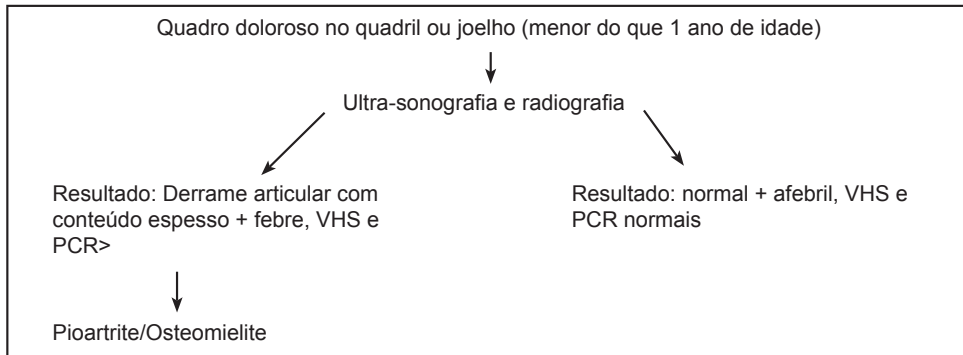 Quadro doloroso no quadril ou joelho (menor do que 1 ano de idade)
Ultra-sonografia e radiografia
Resultado: Derrame articular com
conteúdo espesso + febre, VHS e
PCR>
Resultado: normal + afebril, VHS e
PCR normais
Pioartrite/Osteomielite